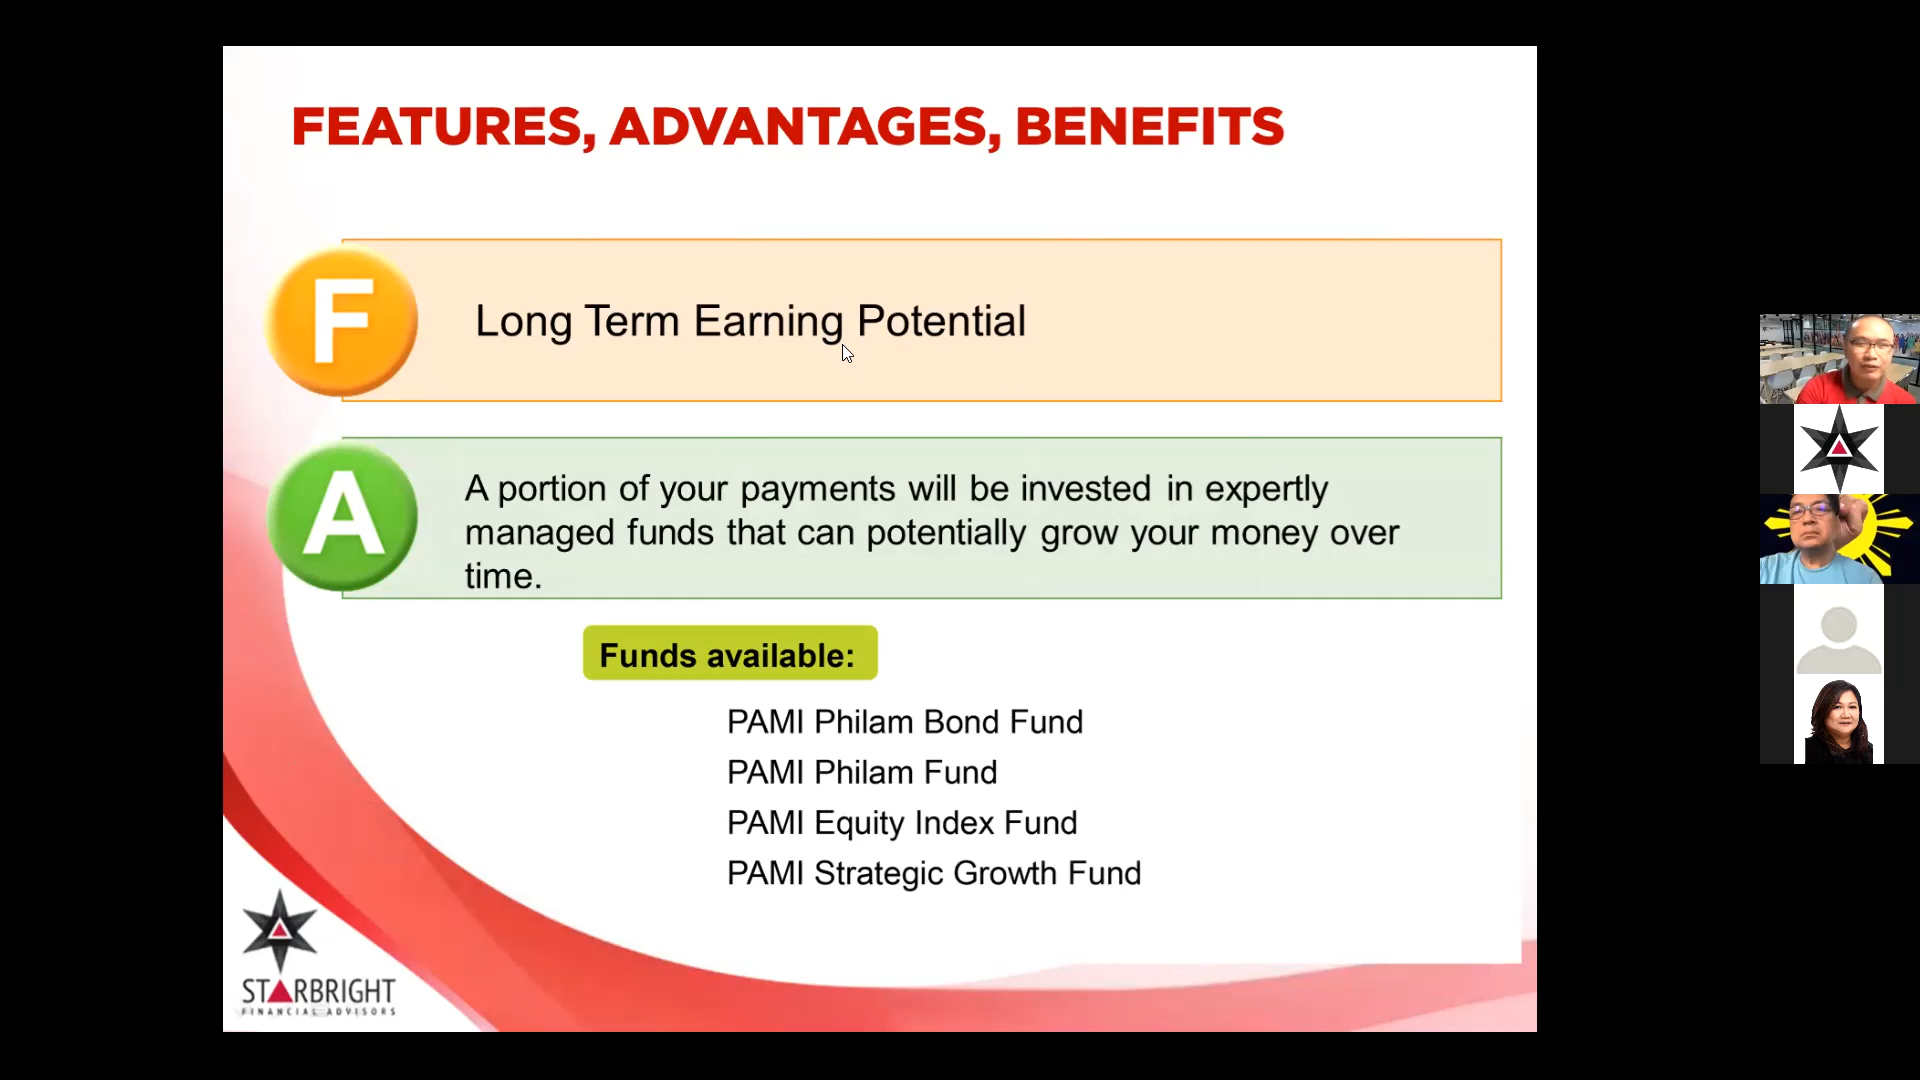 FEATURES, ADVANTAGES, BENEFITS
F
Long Term Earning Potential
A
A portion of your payments will be invested in expertly
managed funds that can potentially grow your money over
time.
Funds available:
PAMI Philam Bond Fund
PAMI Philam Fund
PAMI Equity Index Fund
PAMI Strategic Growth Fund
STARBRIGHT
FINANCIAL ADVISORS